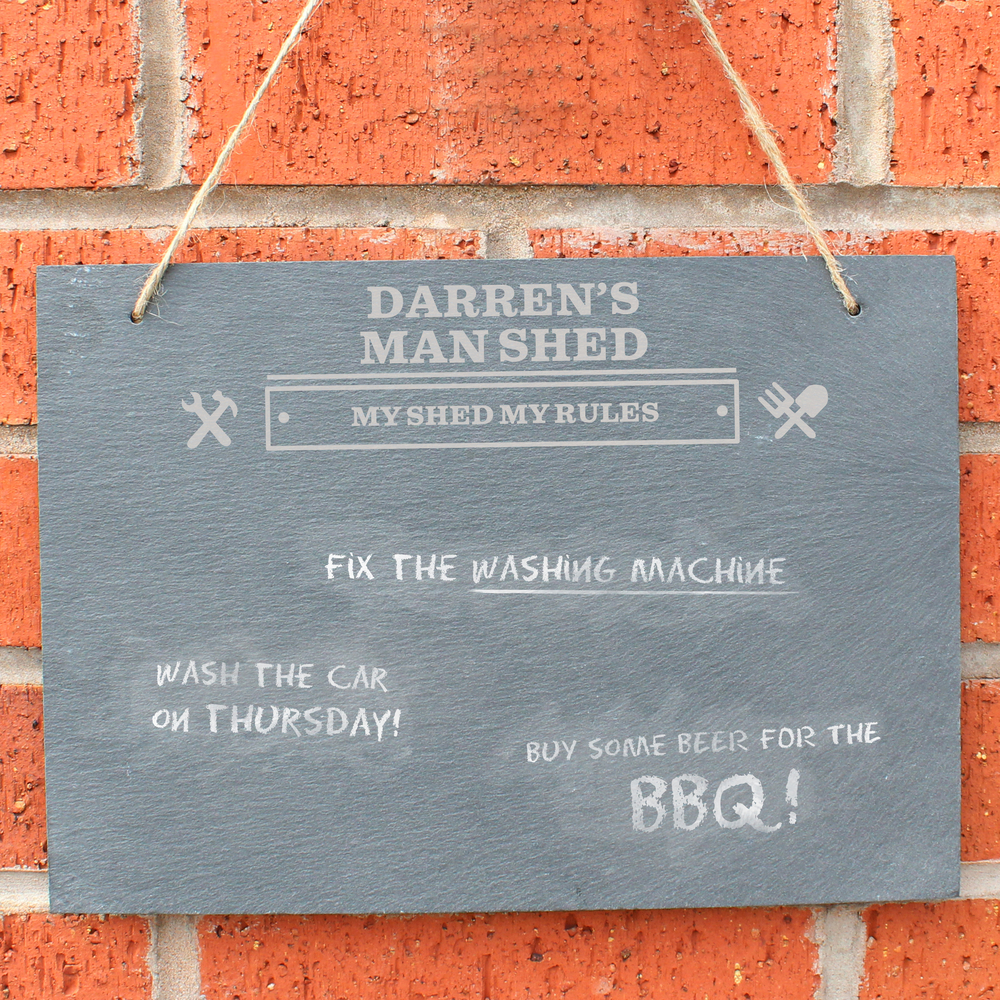 DARREN'S
MAN SHED
MY SHED MY RULES
FIX THE WASHING MACHINE
WASH THE CAR
ON THURSDAY!
BUY SOME BEER FOR THE
BBQ!